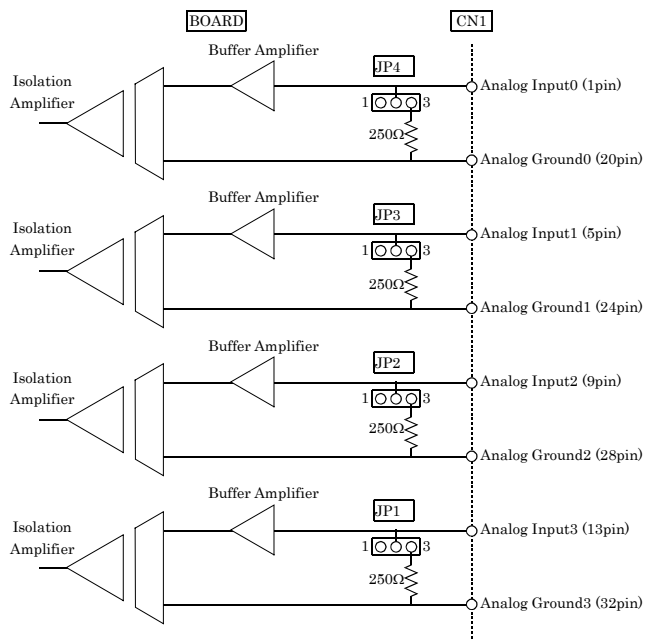 BOARD
CN1
Buffer Amplifier
JP4
Isolation
Amplifier
Analog Input0 (1pin)
1 3
250Ω
Analog Ground0 (20pin)
Buffer Amplifier
JP3
Isolation
Amplifier
Analog Input1 (5pin)
1 3
250Ω
Analog Ground1 (24pin)
Buffer Amplifier
JP2
Isolation
Amplifier
Analog Input2 (9pin)
1 3
250Ω
Analog Ground2 (28pin)
Buffer Amplifier
JP1
Isolation
Amplifier
Analog Input3 (13pin)
1 3
250Ω
Analog Ground3 (32pin)